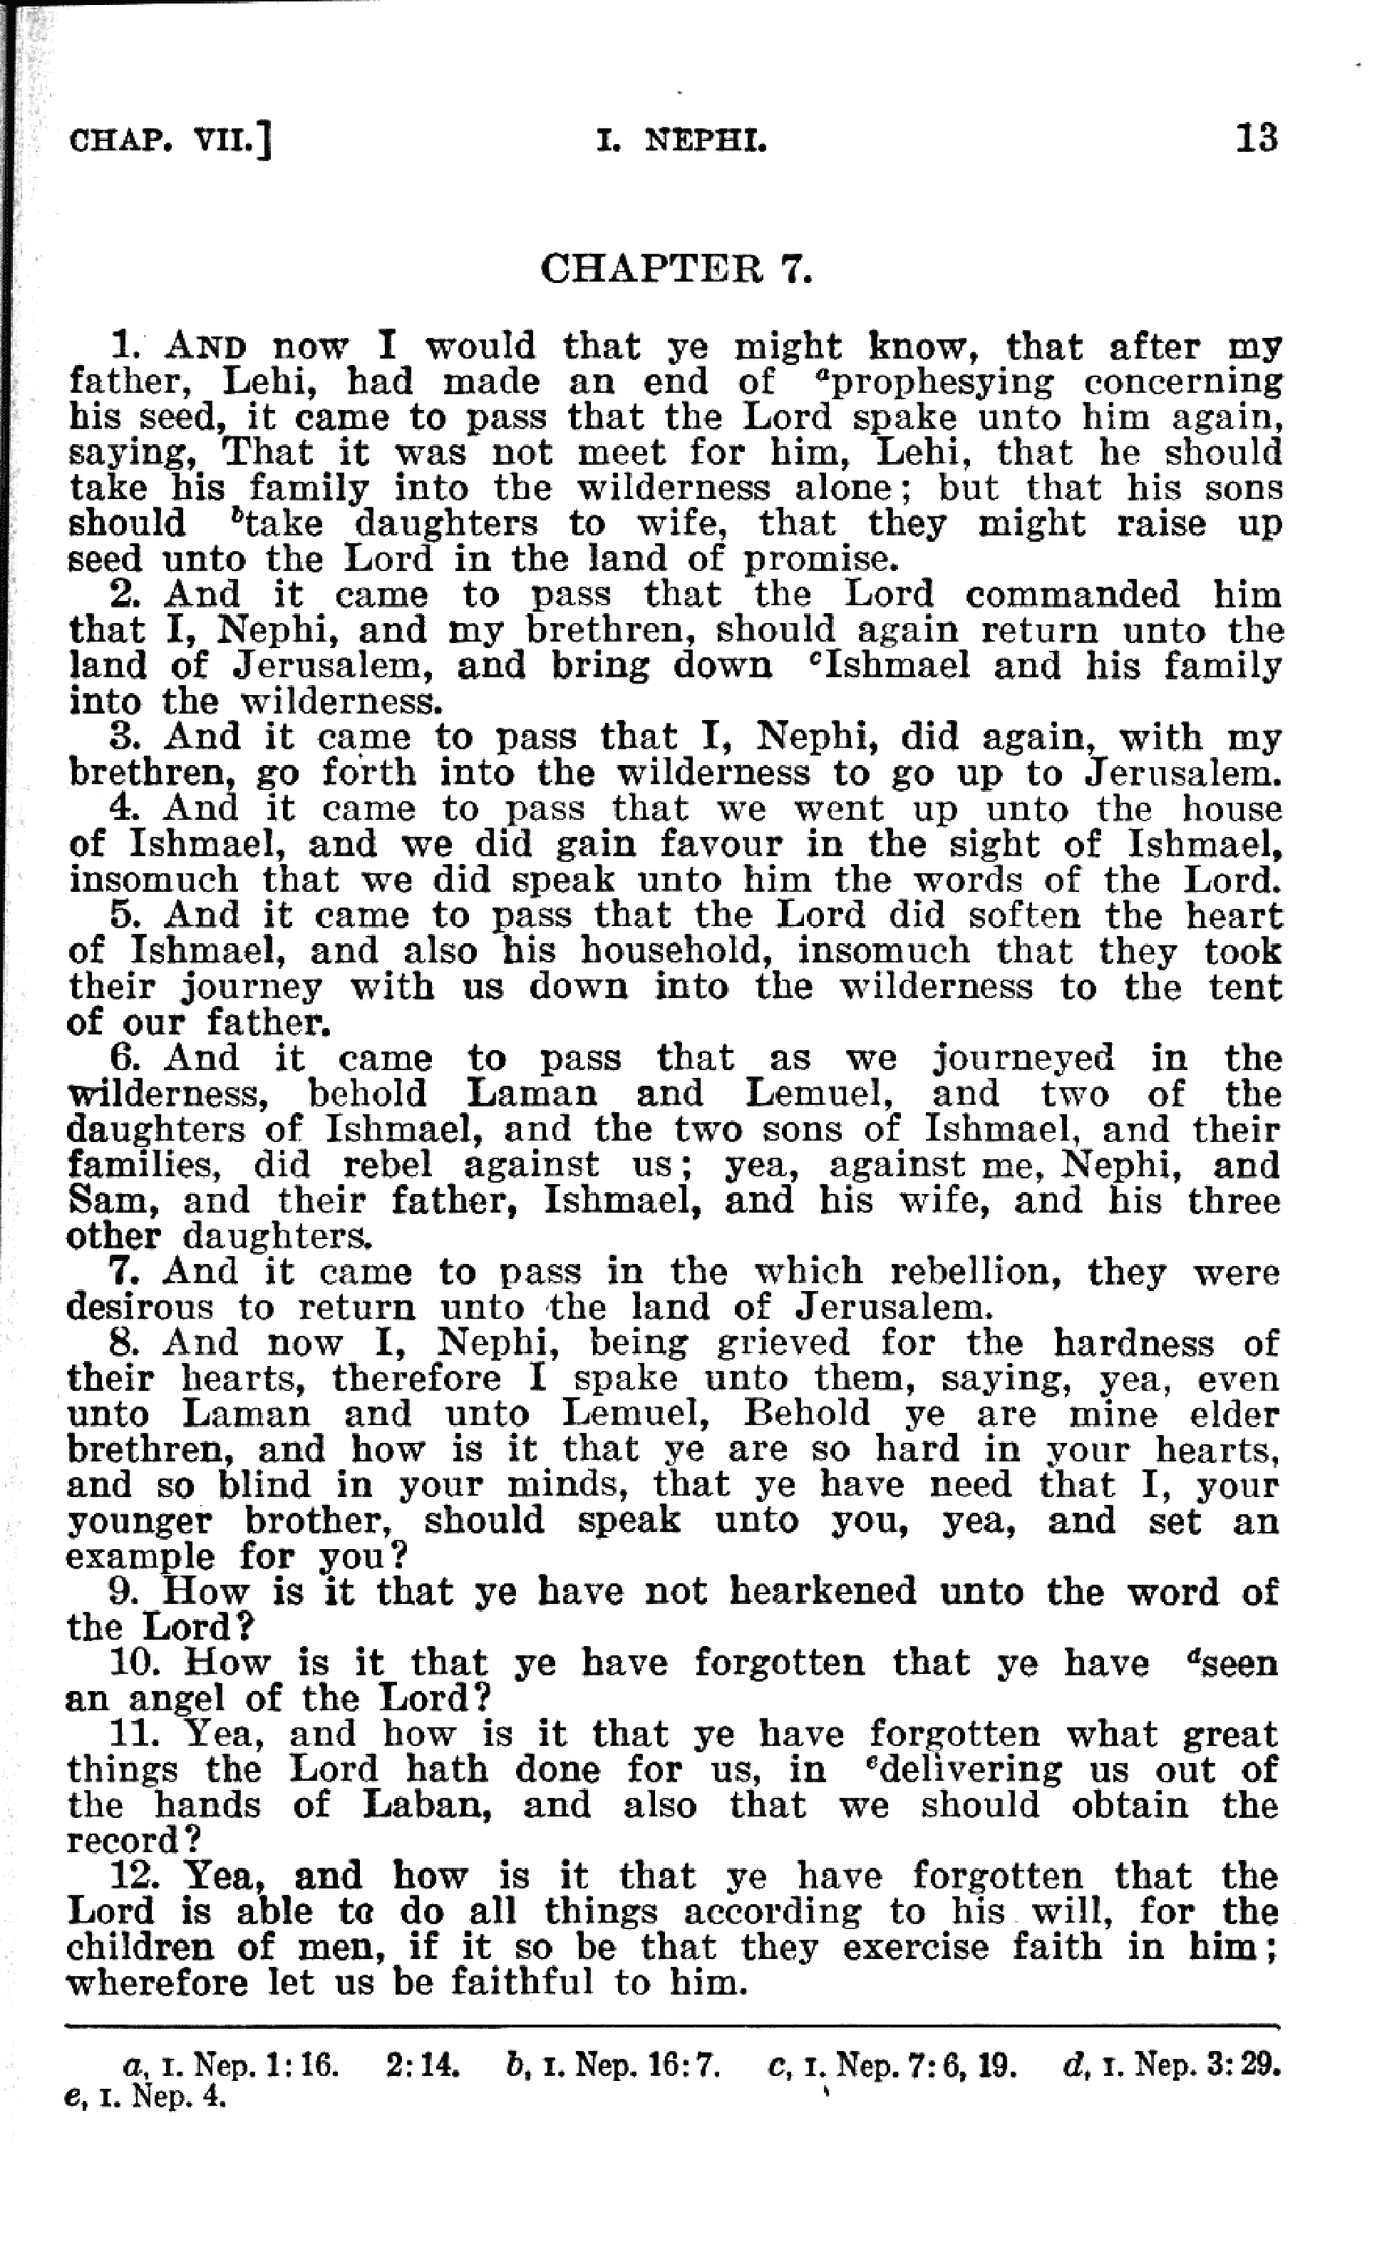 CHAP. VII.] I. NEPHI. 13
CHAPTER 7.
1. AND now I would that ye might know, that after my
father, Lehi, had made an end of ᵃprophesying concerning
his seed, it came to pass that the Lord spake unto him again,
saying, That it was not meet for him, Lehi, that he should
take his family into the wilderness alone; but that his sons
should ᵇtake daughters to wife, that they might raise up
seed unto the Lord in the land of promise.
2. And it came to pass that the Lord commanded him
that I, Nephi, and my brethren, should again return unto the
land of Jerusalem, and bring down ᶜIshmael and his family
into the wilderness.
3. And it came to pass that I, Nephi, did again, with my
brethren, go forth into the wilderness to go up to Jerusalem.
4. And it came to pass that we went up unto the house
of Ishmael, and we did gain favour in the sight of Ishmael,
insomuch that we did speak unto him the words of the Lord.
5. And it came to pass that the Lord did soften the heart
of Ishmael, and also his household, insomuch that they took
their journey with us down into the wilderness to the tent
of our father.
6. And it came to pass that as we journeyed in the
wilderness, behold Laman and Lemuel, and two of the
daughters of Ishmael, and the two sons of Ishmael, and their
families, did rebel against us; yea, against me, Nephi, and
Sam, and their father, Ishmael, and his wife, and his three
other daughters.
7. And it came to pass in the which rebellion, they were
desirous to return unto the land of Jerusalem.
8. And now I, Nephi, being grieved for the hardness of
their hearts, therefore I spake unto them, saying, yea, even
unto Laman and unto Lemuel, Behold ye are mine elder
brethren, and how is it that ye are so hard in your hearts,
and so blind in your minds, that ye have need that I, your
younger brother, should speak unto you, yea, and set an
example for you?
9. How is it that ye have not hearkened unto the word of
the Lord?
10. How is it that ye have forgotten that ye have ᵈseen
an angel of the Lord?
11. Yea, and how is it that ye have forgotten what great
things the Lord hath done for us, in ᵉdelivering us out of
the hands of Laban, and also that we should obtain the
record?
12. Yea, and how is it that ye have forgotten that the
Lord is able to do all things according to his will, for the
children of men, if it so be that they exercise faith in him;
wherefore let us be faithful to him.
a, I. Nep. 1:16. 2:14. b, I. Nep. 16:7. c, I. Nep. 7:6, 19. d, I. Nep. 3:29.
e, I. Nep. 4.